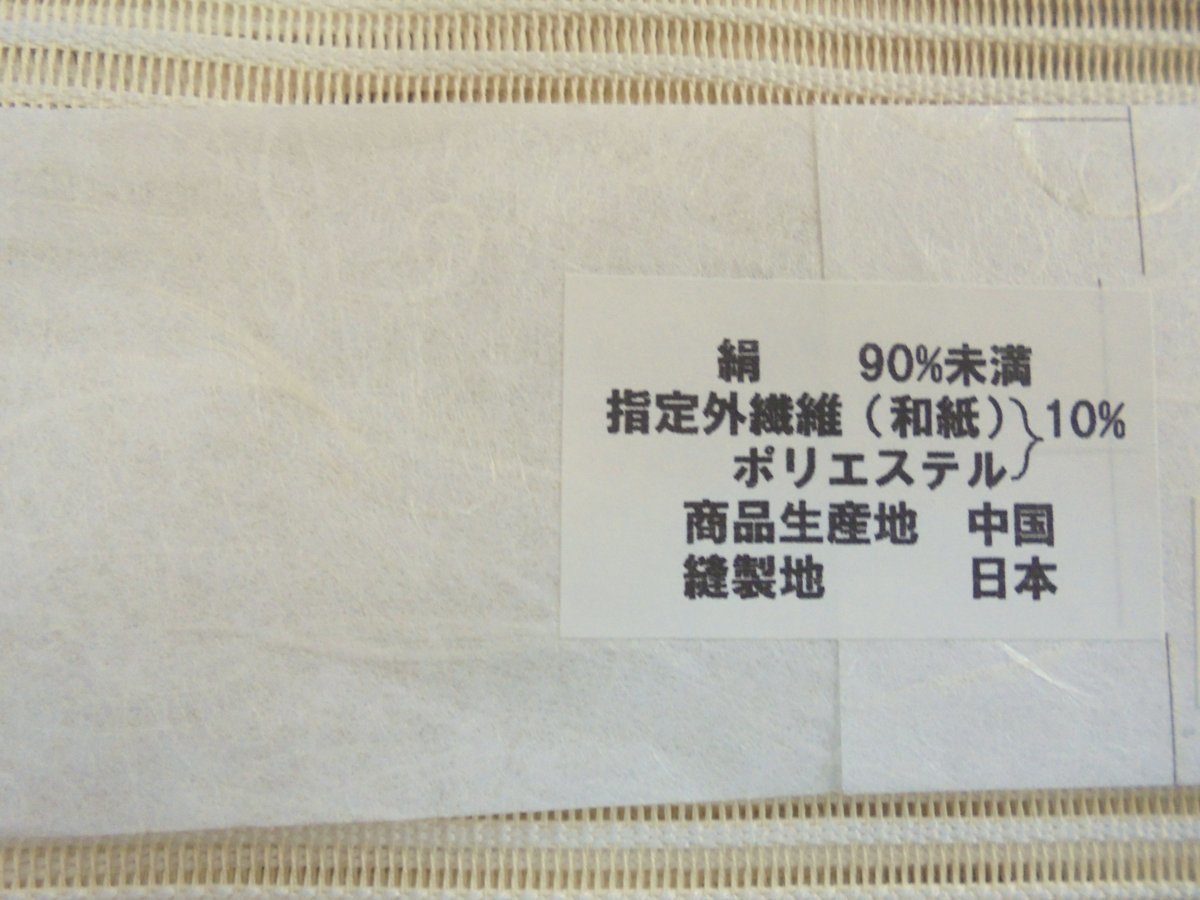 絹　　90%未満
指定外繊維（和紙）}10%
ポリエステル
商品生産地　中国
縫製地　　　日本